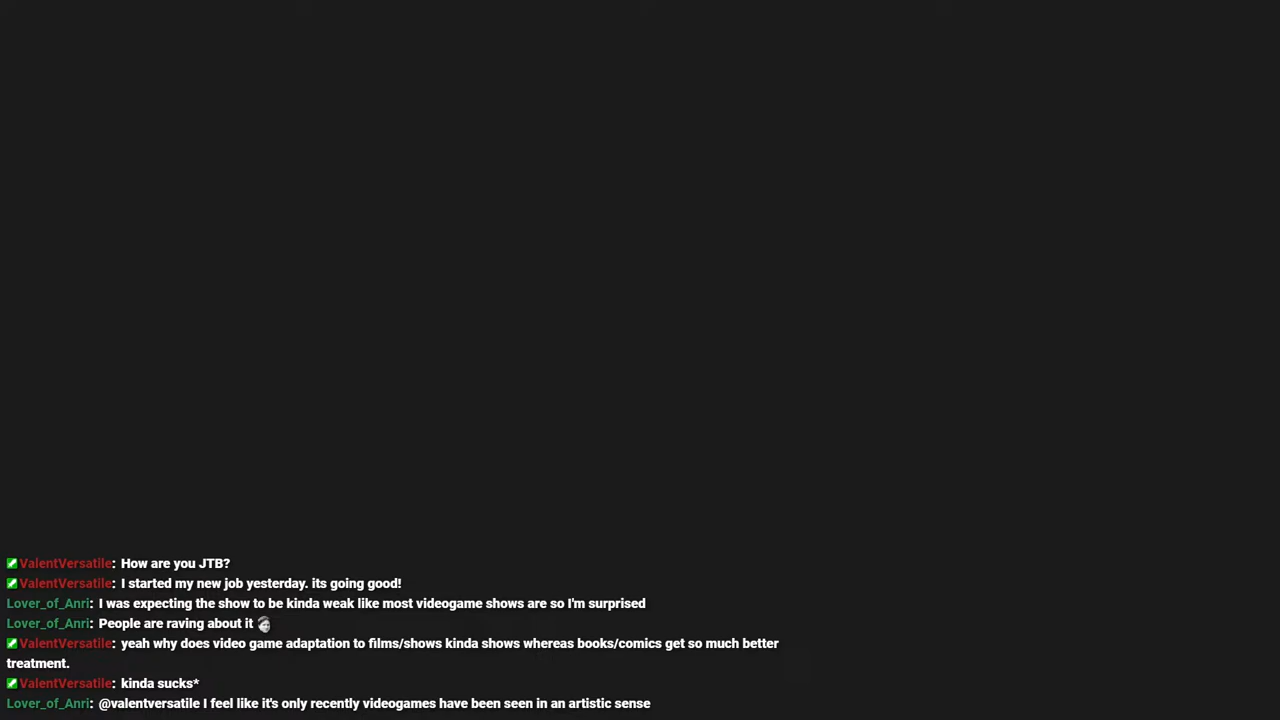 ValentVersatile: How are you JTB?
ValentVersatile: I started my new job yesterday. its going good!
Lover_of_Anri: I was expecting the show to be kinda weak like most videogame shows are so I'm surprised
Lover_of_Anri: People are raving about it
ValentVersatile: yeah why does video game adaptation to films/shows kinda shows whereas books/comics get so much better
treatment.
ValentVersatile: kinda sucks*
Lover_of_Anri: @valentversatile I feel like it's only recently videogames have been seen in an artistic sense